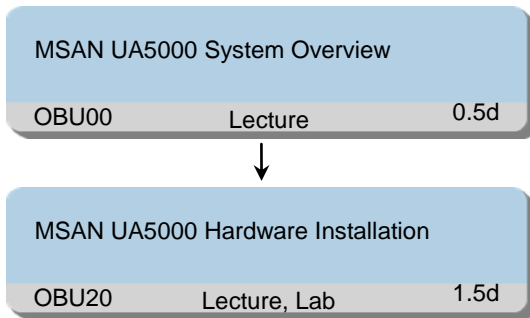 MSAN UA5000 System Overview
OBU00 Lecture 0.5d
MSAN UA5000 Hardware Installation
OBU20 Lecture, Lab 1.5d